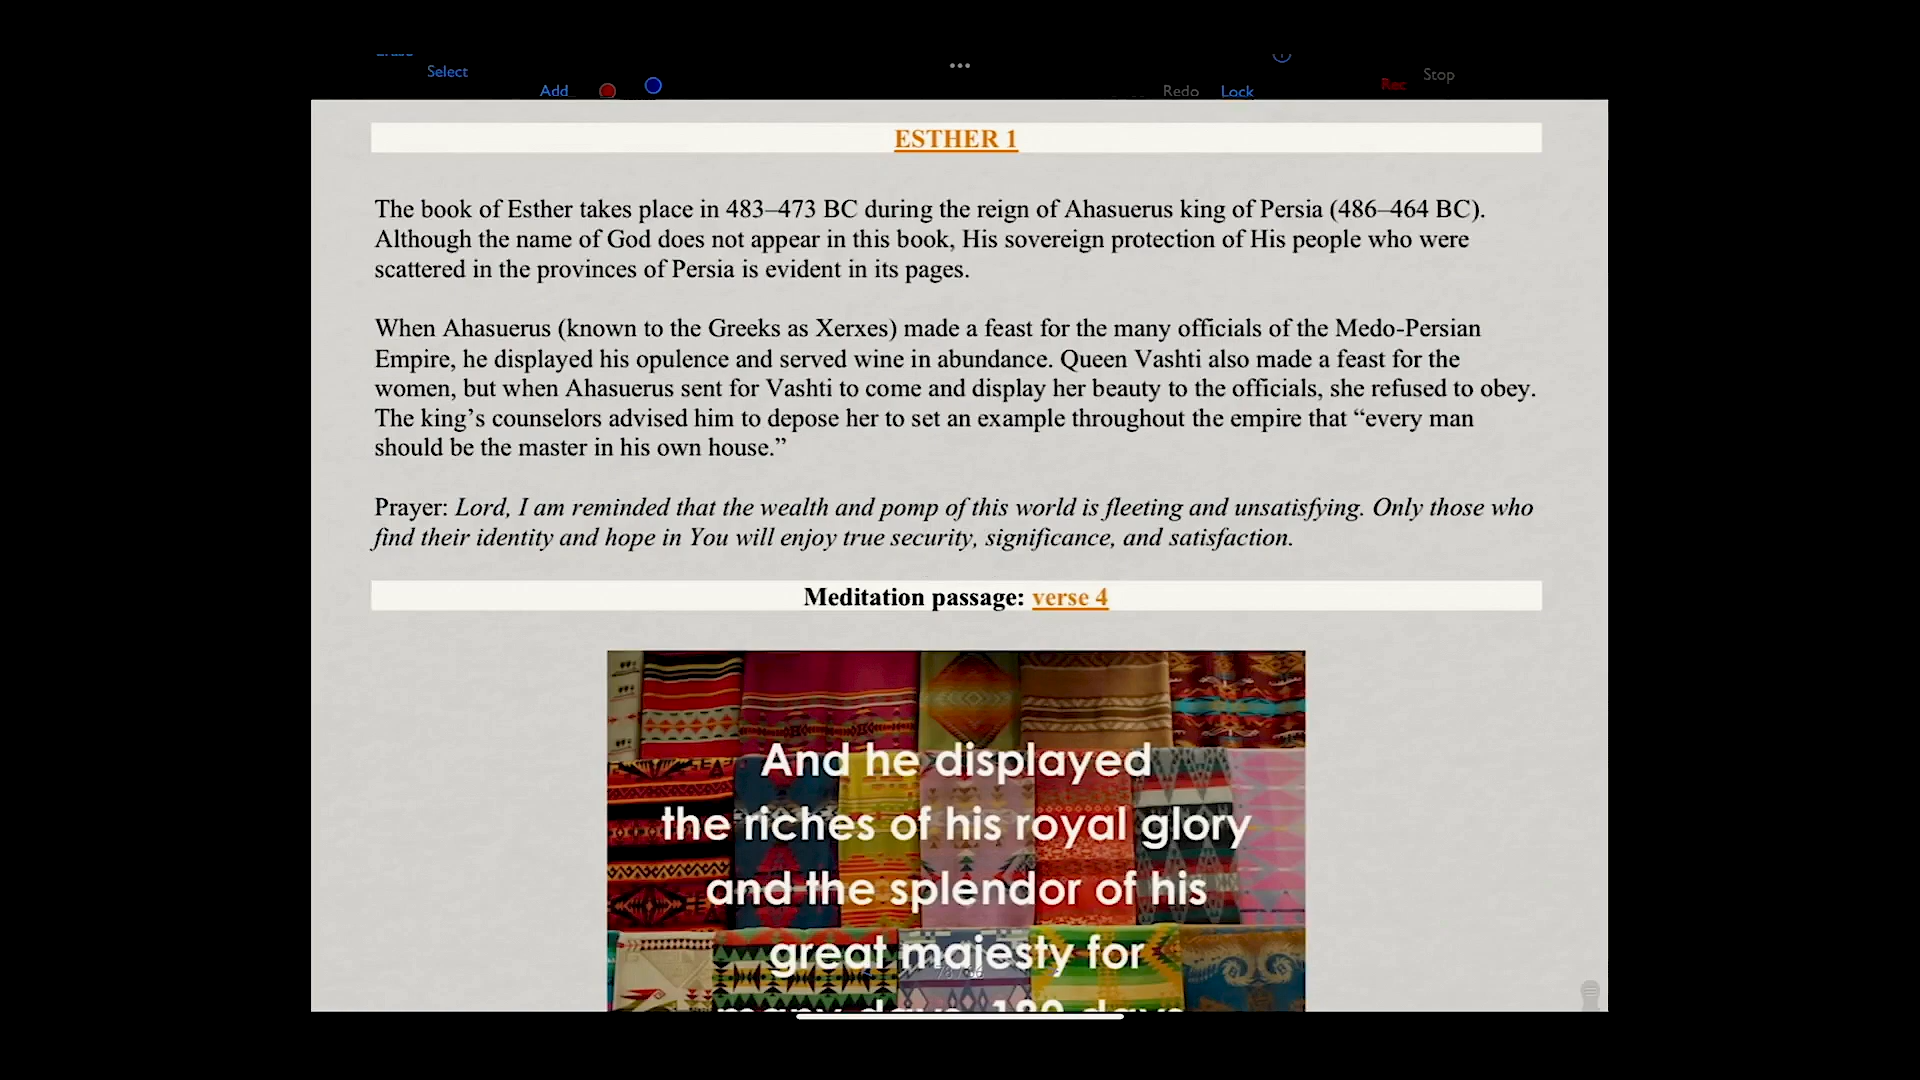 Select
Add
Redo
Lock
Rec
Stop
ESTHER 1
The book of Esther takes place in 483–473 BC during the reign of Ahasuerus king of Persia (486–464 BC).
Although the name of God does not appear in this book, His sovereign protection of His people who were
scattered in the provinces of Persia is evident in its pages.
When Ahasuerus (known to the Greeks as Xerxes) made a feast for the many officials of the Medo-Persian
Empire, he displayed his opulence and served wine in abundance. Queen Vashti also made a feast for the
women, but when Ahasuerus sent for Vashti to come and display her beauty to the officials, she refused to obey.
The king’s counselors advised him to depose her to set an example throughout the empire that “every man
should be the master in his own house.”
Prayer: Lord, I am reminded that the wealth and pomp of this world is fleeting and unsatisfying. Only those who
find their identity and hope in You will enjoy true security, significance, and satisfaction.
Meditation passage: verse 4
And he displayed
the riches of his royal glory
and the splendor of his
great majesty for
many days, 180 days